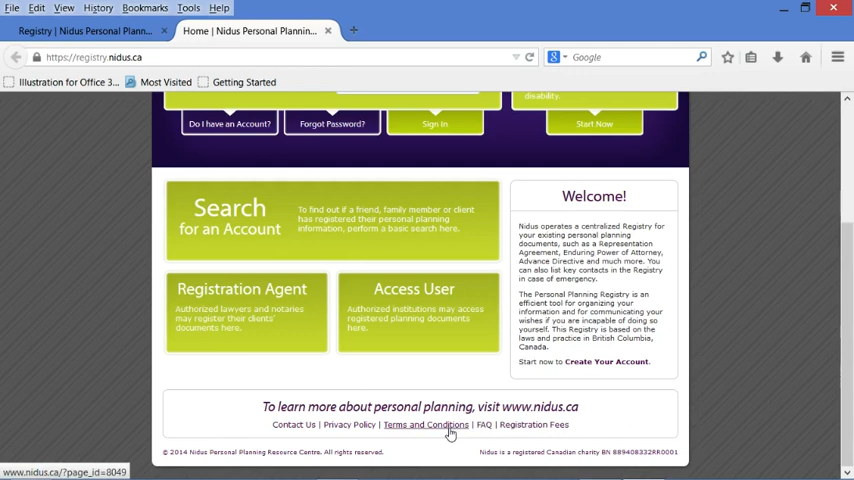 File Edit View History Bookmarks Tools Help
Registry | Nidus Personal Plann... × Home | Nidus Personal Plannin... × +
https://registry.nidus.ca Google
Illustration for Office 3... Most Visited Getting Started
disability.
Do I have an Account? Forgot Password? Sign In Start Now
Search
for an Account
To find out if a friend, family member or client
has registered their personal planning
information, perform a basic search here.
Registration Agent
Authorized lawyers and notaries
may register their clients'
documents here.
Access User
Authorized institutions may access
registered planning documents
here.
Welcome!
Nidus operates a centralized Registry for
your existing personal planning
documents, such as a Representation
Agreement, Enduring Power of Attorney,
Advance Directive and much more. You
can also list key contacts in the Registry
in case of emergency.
The Personal Planning Registry is an
efficient tool for organizing your
information and for communicating your
wishes if you are incapable of doing so
yourself. This Registry is based on the
laws and practice in British Columbia,
Canada.
Start now to Create Your Account.
To learn more about personal planning, visit www.nidus.ca
Contact Us | Privacy Policy | Terms and Conditions | FAQ | Registration Fees
© 2014 Nidus Personal Planning Resource Centre. All rights reserved. Nidus is a registered Canadian charity BN 889408332RR0001
www.nidus.ca/?page_id=8049